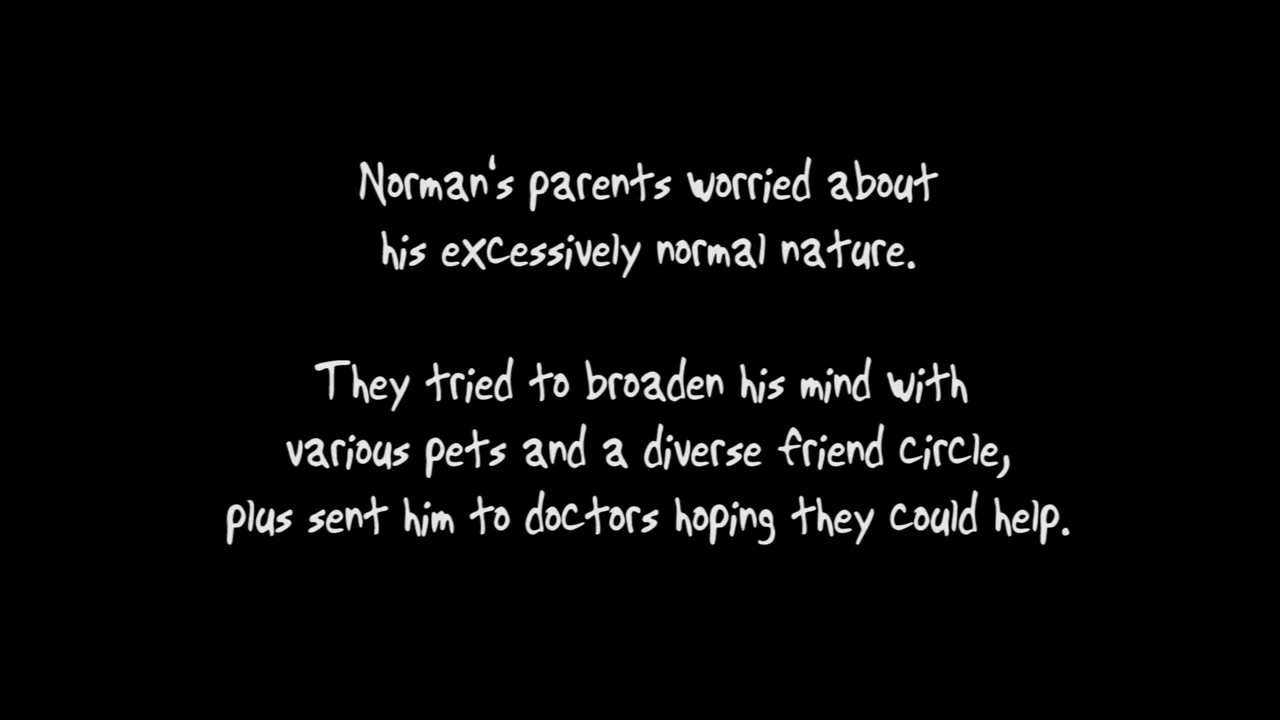 Norman's parents worried about
his excessively normal nature.
They tried to broaden his mind with
various pets and a diverse friend circle,
plus sent him to doctors hoping they could help.